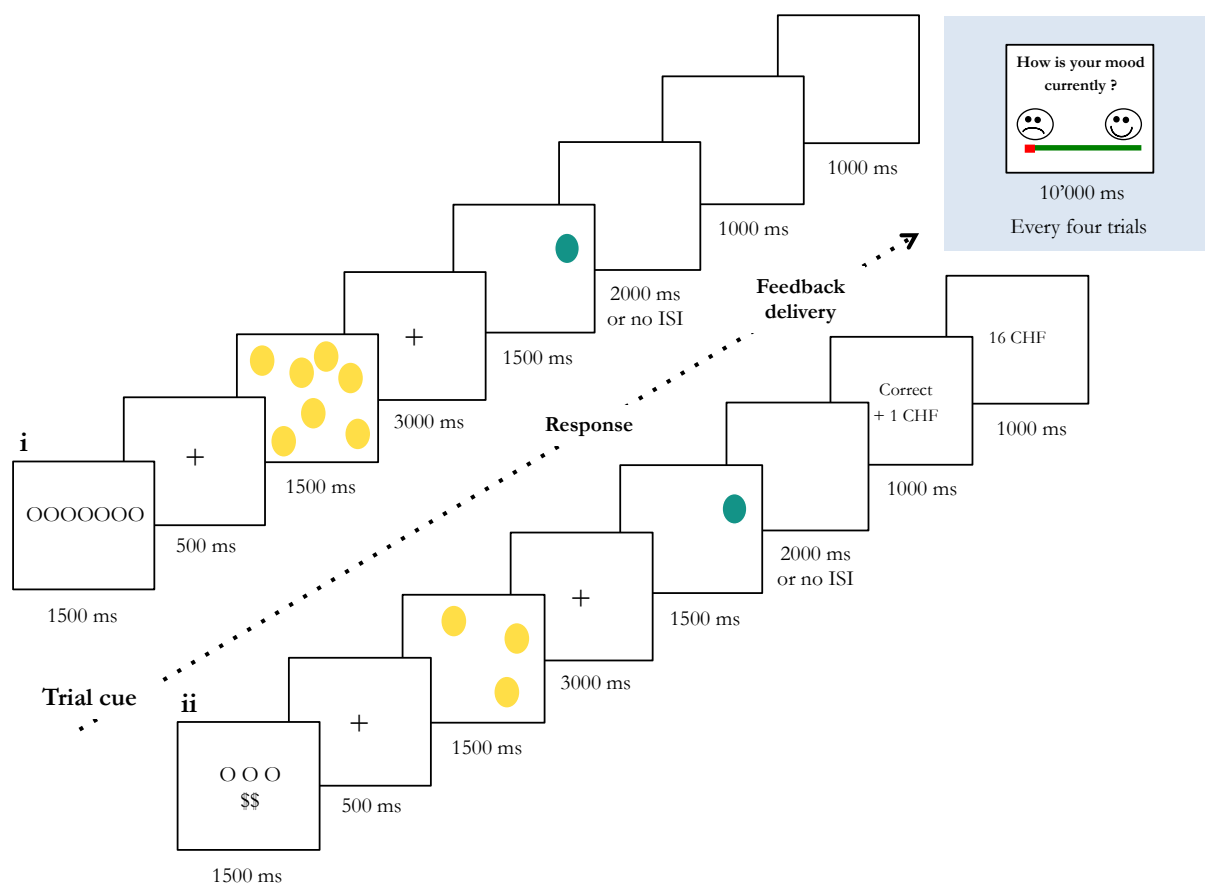 How is your mood
currently ?
10'000 ms
Every four trials
1000 ms
1000 ms
2000 ms
or no ISI
1500 ms
+
3000 ms
1500 ms
+
500 ms
i
OOOOOOO
1500 ms
Trial cue
Response
Feedback
delivery
16 CHF
1000 ms
Correct
+ 1 CHF
1000 ms
2000 ms
or no ISI
1500 ms
+
3000 ms
1500 ms
+
500 ms
ii
O O O
$$
1500 ms